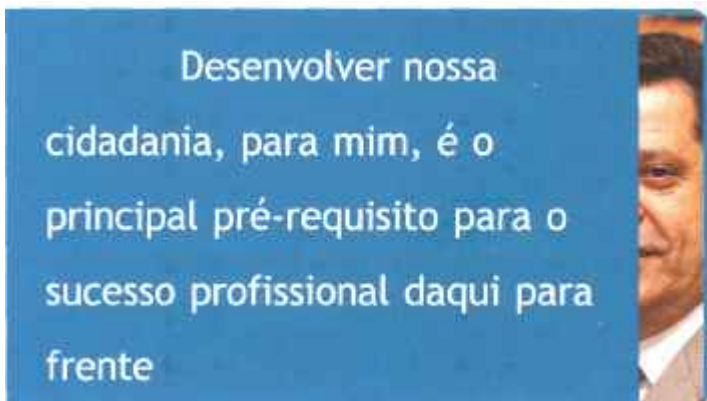 Desenvolver nossa
cidadania, para mim, é o
principal pré-requisito para o
sucesso profissional daqui para
frente